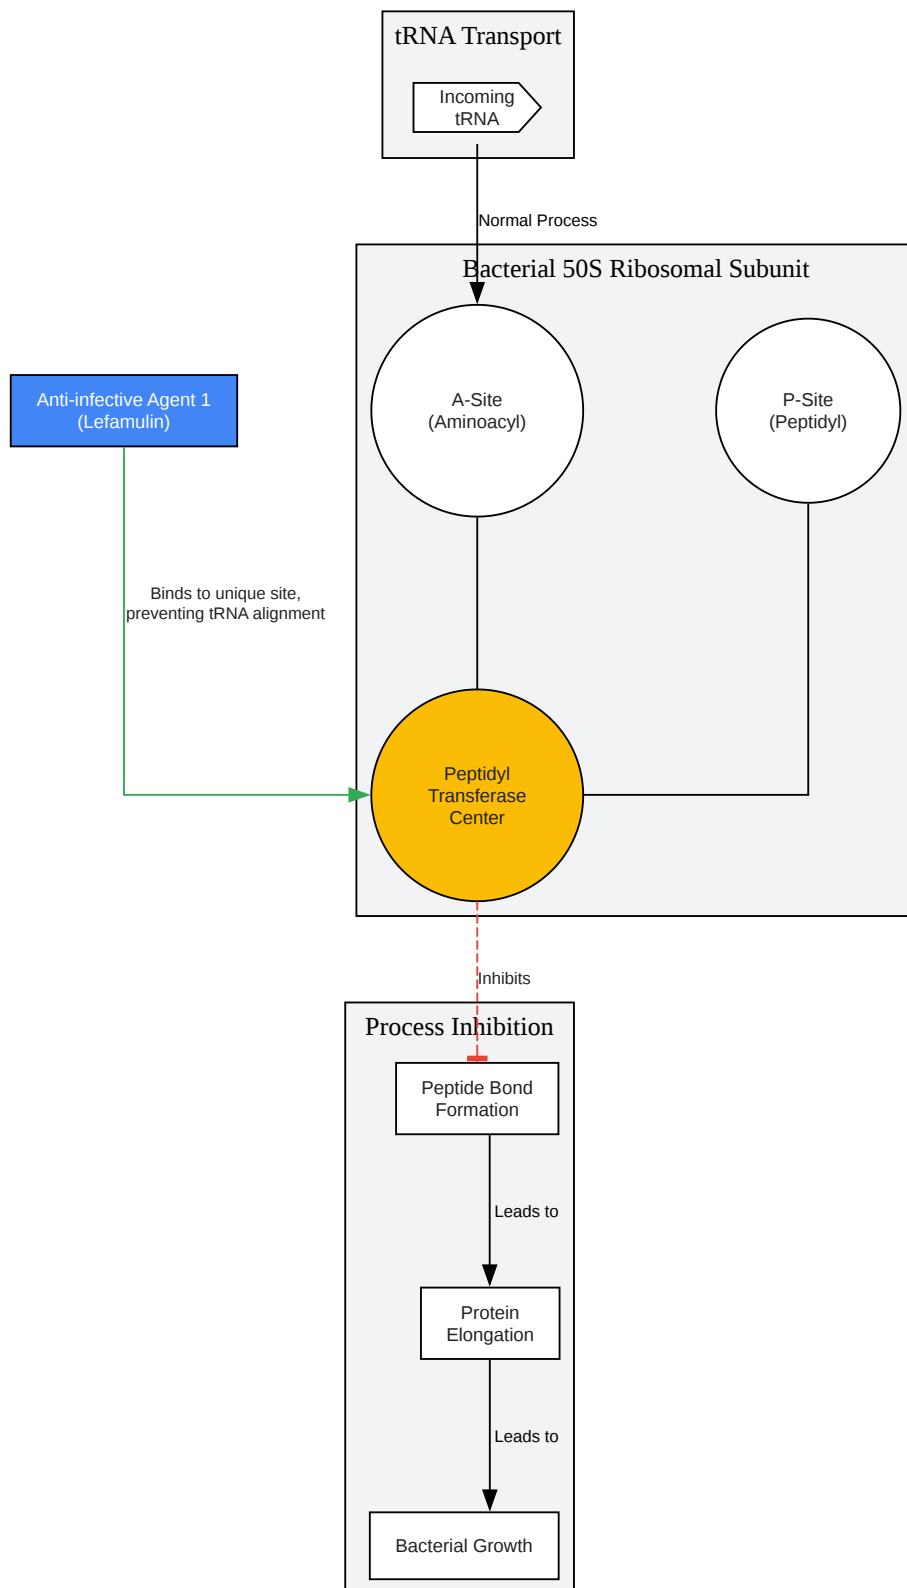 tRNA Transport
Incoming
tRNA
Normal Process
Bacterial 50S Ribosomal Subunit
Anti-infective Agent 1
(Lefamulin)
A-Site
(Aminoacyl)
P-Site
(Peptidyl)
Binds to unique site,
preventing tRNA alignment
Peptidyl
Transferase
Center
Inhibits
Process Inhibition
Peptide Bond
Formation
Leads to
Protein
Elongation
Leads to
Bacterial Growth